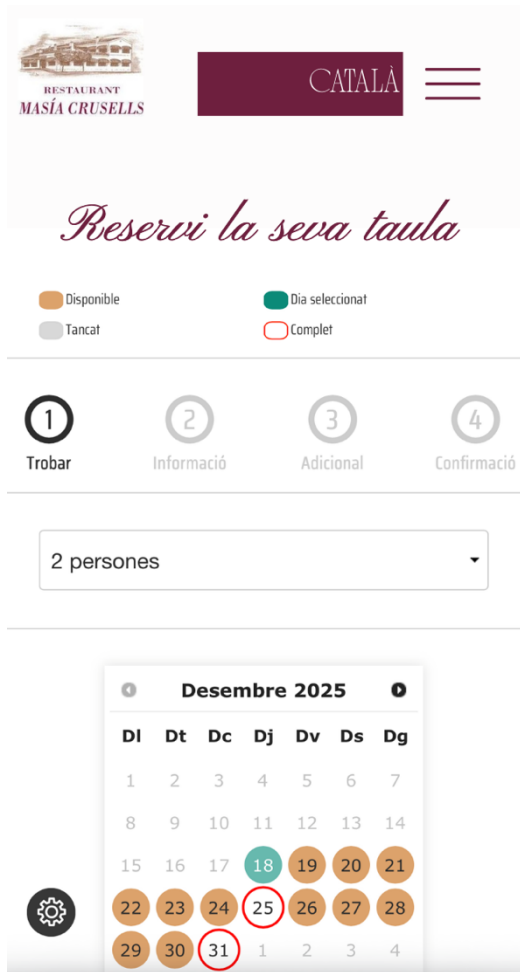 RESTAURANT
MASÍA CRUSELLS
CATALÀ
Reservi la seva taula
Disponible
Dia seleccionat
Tancat
Complet
1 2 3 4
Trobar Informació Adicional Confirmació
2 persones
Desembre 2025
Dl Dt Dc Dj Dv Ds Dg
1 2 3 4 5 6 7
8 9 10 11 12 13 14
15 16 17 18 19 20 21
22 23 24 25 26 27 28
29 30 31 1 2 3 4